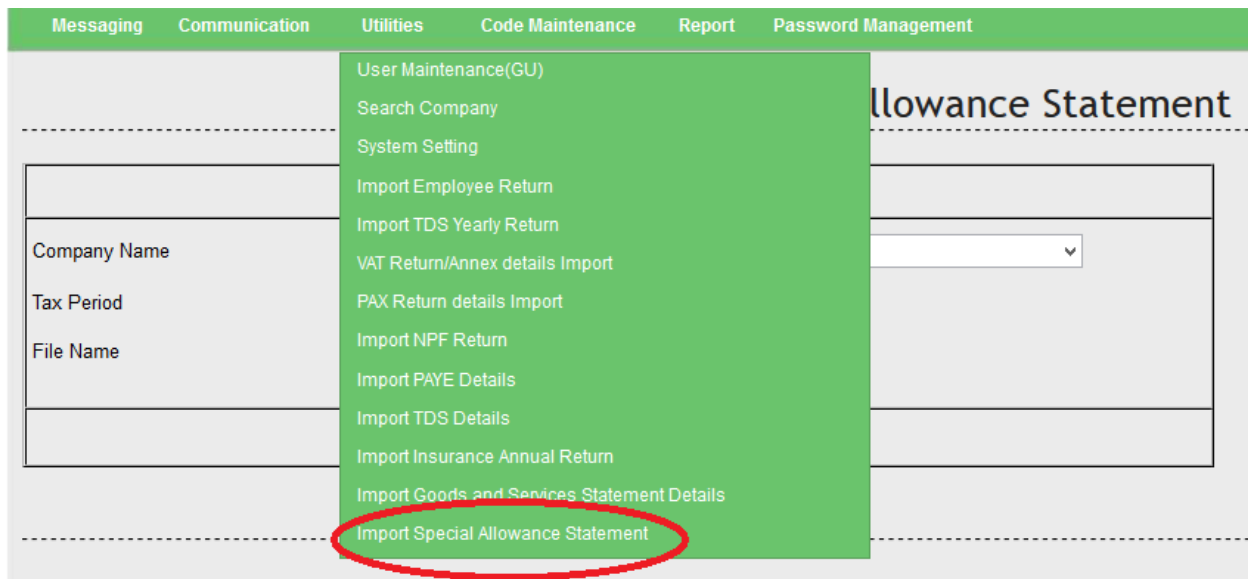 Messaging Communication Utilities Code Maintenance Report Password Management
User Maintenance(GU)
Search Company
llowance Statement
System Setting
Import Employee Return
Import TDS Yearly Return
Company Name
VAT Return/Annex details Import
Tax Period
PAX Return details Import
File Name
Import NPF Return
Import PAYE Details
Import TDS Details
Import Insurance Annual Return
Import Goods and Services Statement Details
Import Special Allowance Statement